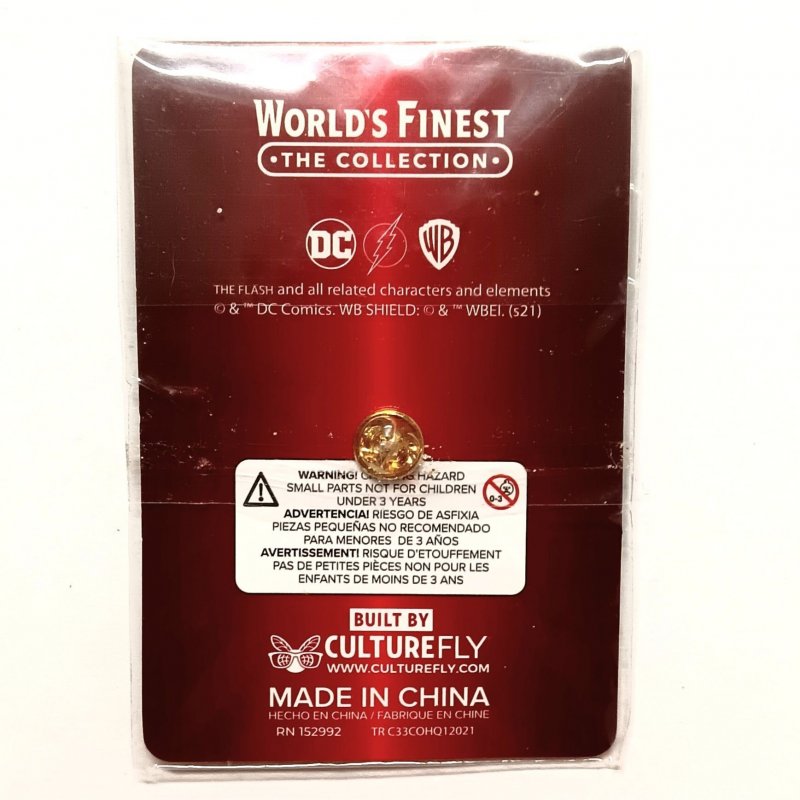 WORLD'S FINEST
• THE COLLECTION •
DC WB
THE FLASH and all related characters and elements
© & ™ DC Comics. WB SHIELD: © & ™ WBEI. (s21)
WARNING! HAZARD
SMALL PARTS NOT FOR CHILDREN
UNDER 3 YEARS
0-3
ADVERTENCIA! RIESGO DE ASFIXIA
PIEZAS PEQUEÑAS NO RECOMENDADO
PARA MENORES DE 3 AÑOS
AVERTISSEMENT! RISQUE D'ETOUFFEMENT
PAS DE PETITES PIÈCES NON POUR LES
ENFANTS DE MOINS DE 3 ANS
BUILT BY
CULTUREFLY
WWW.CULTUREFLY.COM
MADE IN CHINA
HECHO EN CHINA / FABRIQUE EN CHINE
RN 152992 TR C33COHQ12021